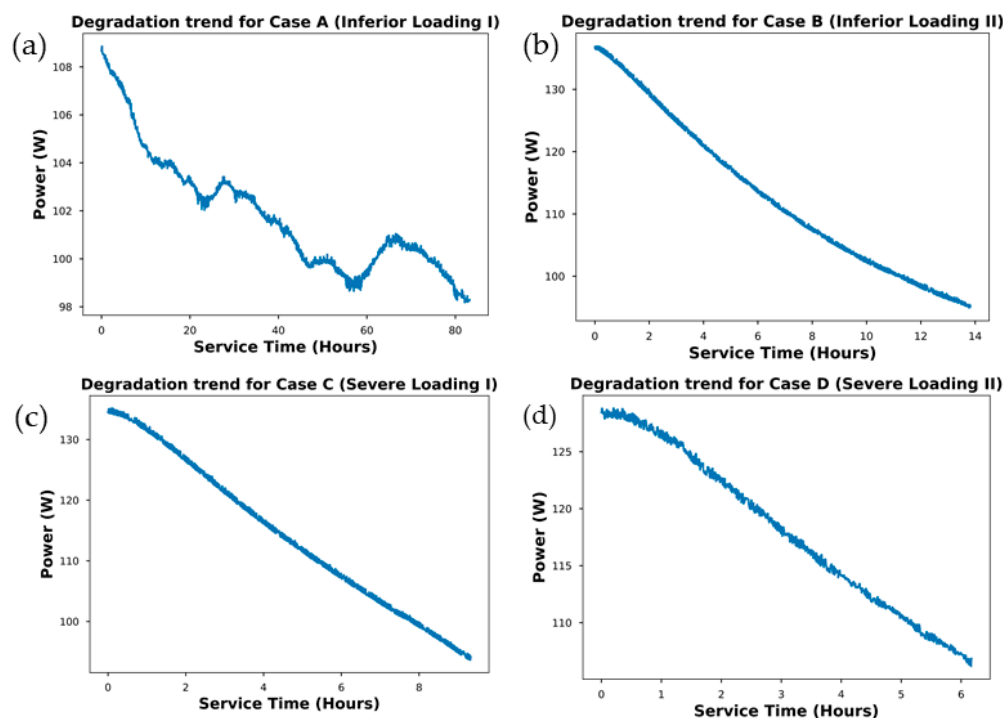 Degradation trend for Case A (Inferior Loading I)
(a)
108
106
104
102
100
98
Power (W)
0 20 40 60 80
Service Time (Hours)
Degradation trend for Case B (Inferior Loading II)
(b)
130
120
110
100
Power (W)
0 2 4 6 8 10 12 14
Service Time (Hours)
Degradation trend for Case C (Severe Loading I)
(c)
130
120
110
100
Power (W)
0 2 4 6 8
Service Time (Hours)
Degradation trend for Case D (Severe Loading II)
(d)
125
120
115
110
Power (W)
0 1 2 3 4 5 6
Service Time (Hours)